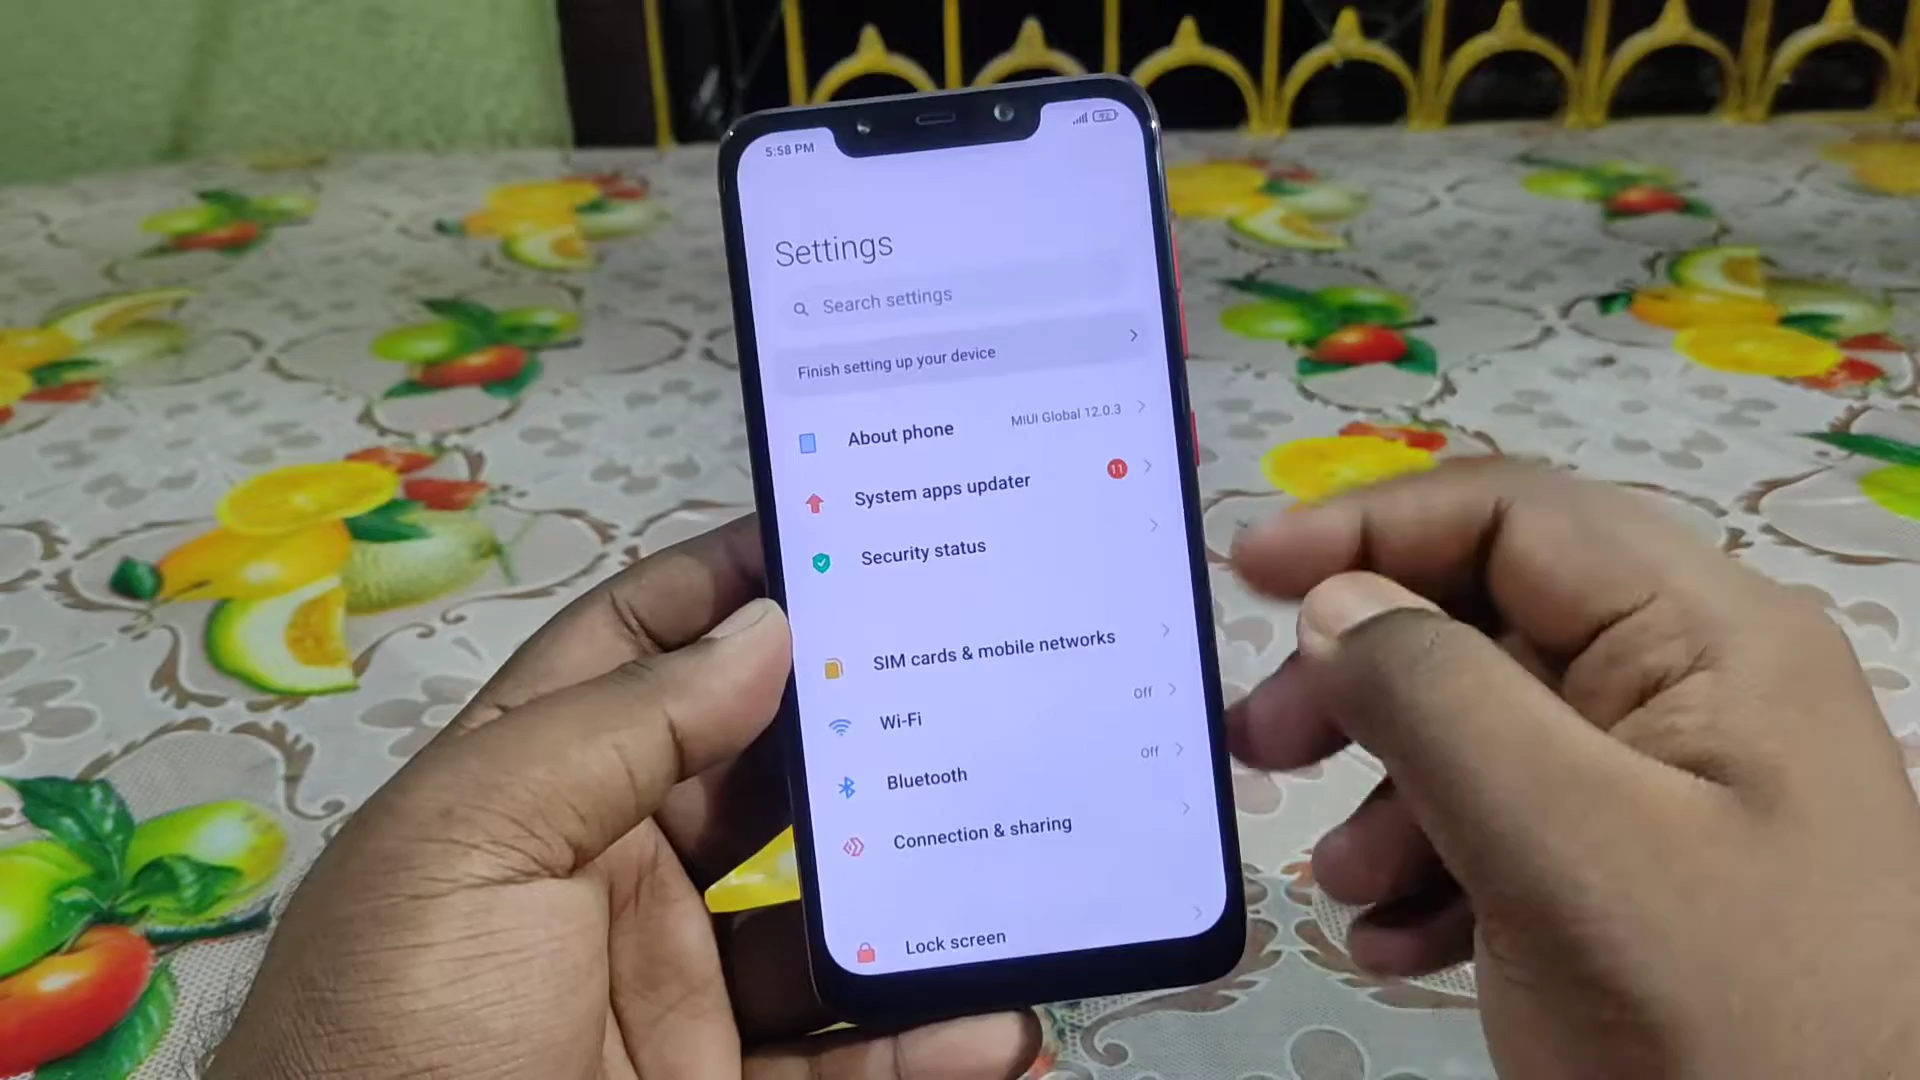 5:58 PM
92
Settings
Search settings
Finish setting up your device
About phone
MIUI Global 12.0.3
System apps updater
11
Security status
SIM cards & mobile networks
Wi-Fi
Off
Bluetooth
Off
Connection & sharing
Lock screen